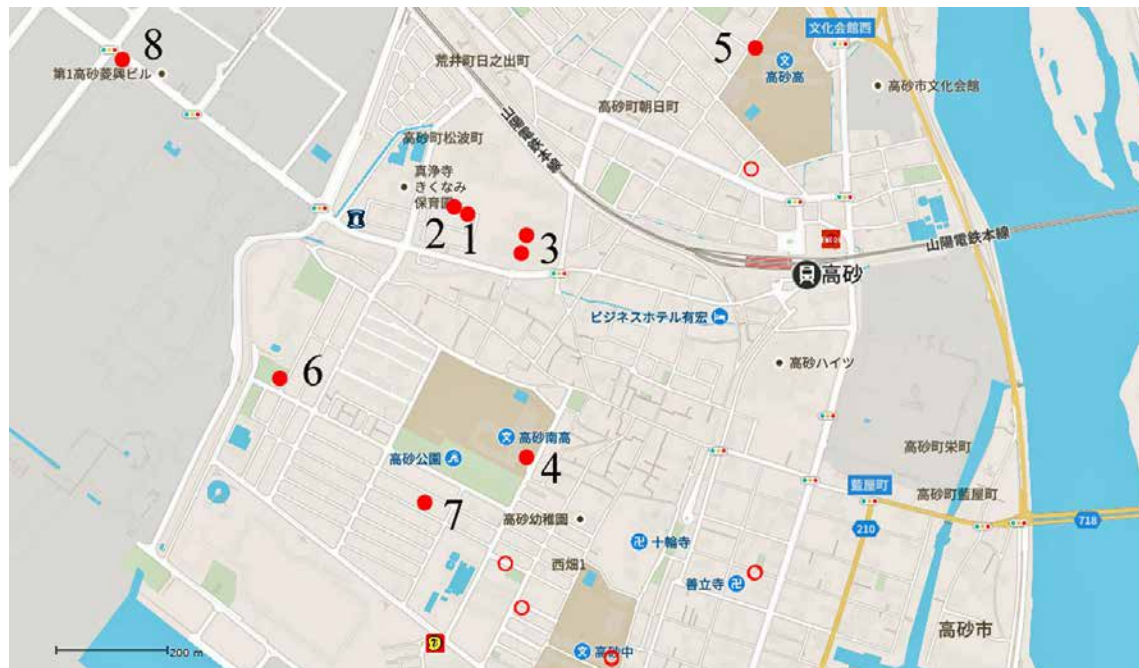 文化会館西
8
5
第1高砂菱興ビル
荒井町日之出町
高砂高
高砂市文化会館
高砂町朝日町
山陽電鉄本線
高砂町松波町
真浄寺
きくなみ
保育園
2
1
3
山陽電鉄本線
高砂
ビジネスホテル有宏
高砂ハイツ
6
高砂南高
高砂公園
4
高砂町栄町
藍屋町
高砂町藍屋町
7
高砂幼稚園
718
210
十輪寺
西畑1
善立寺
高砂市
高砂中
200 m